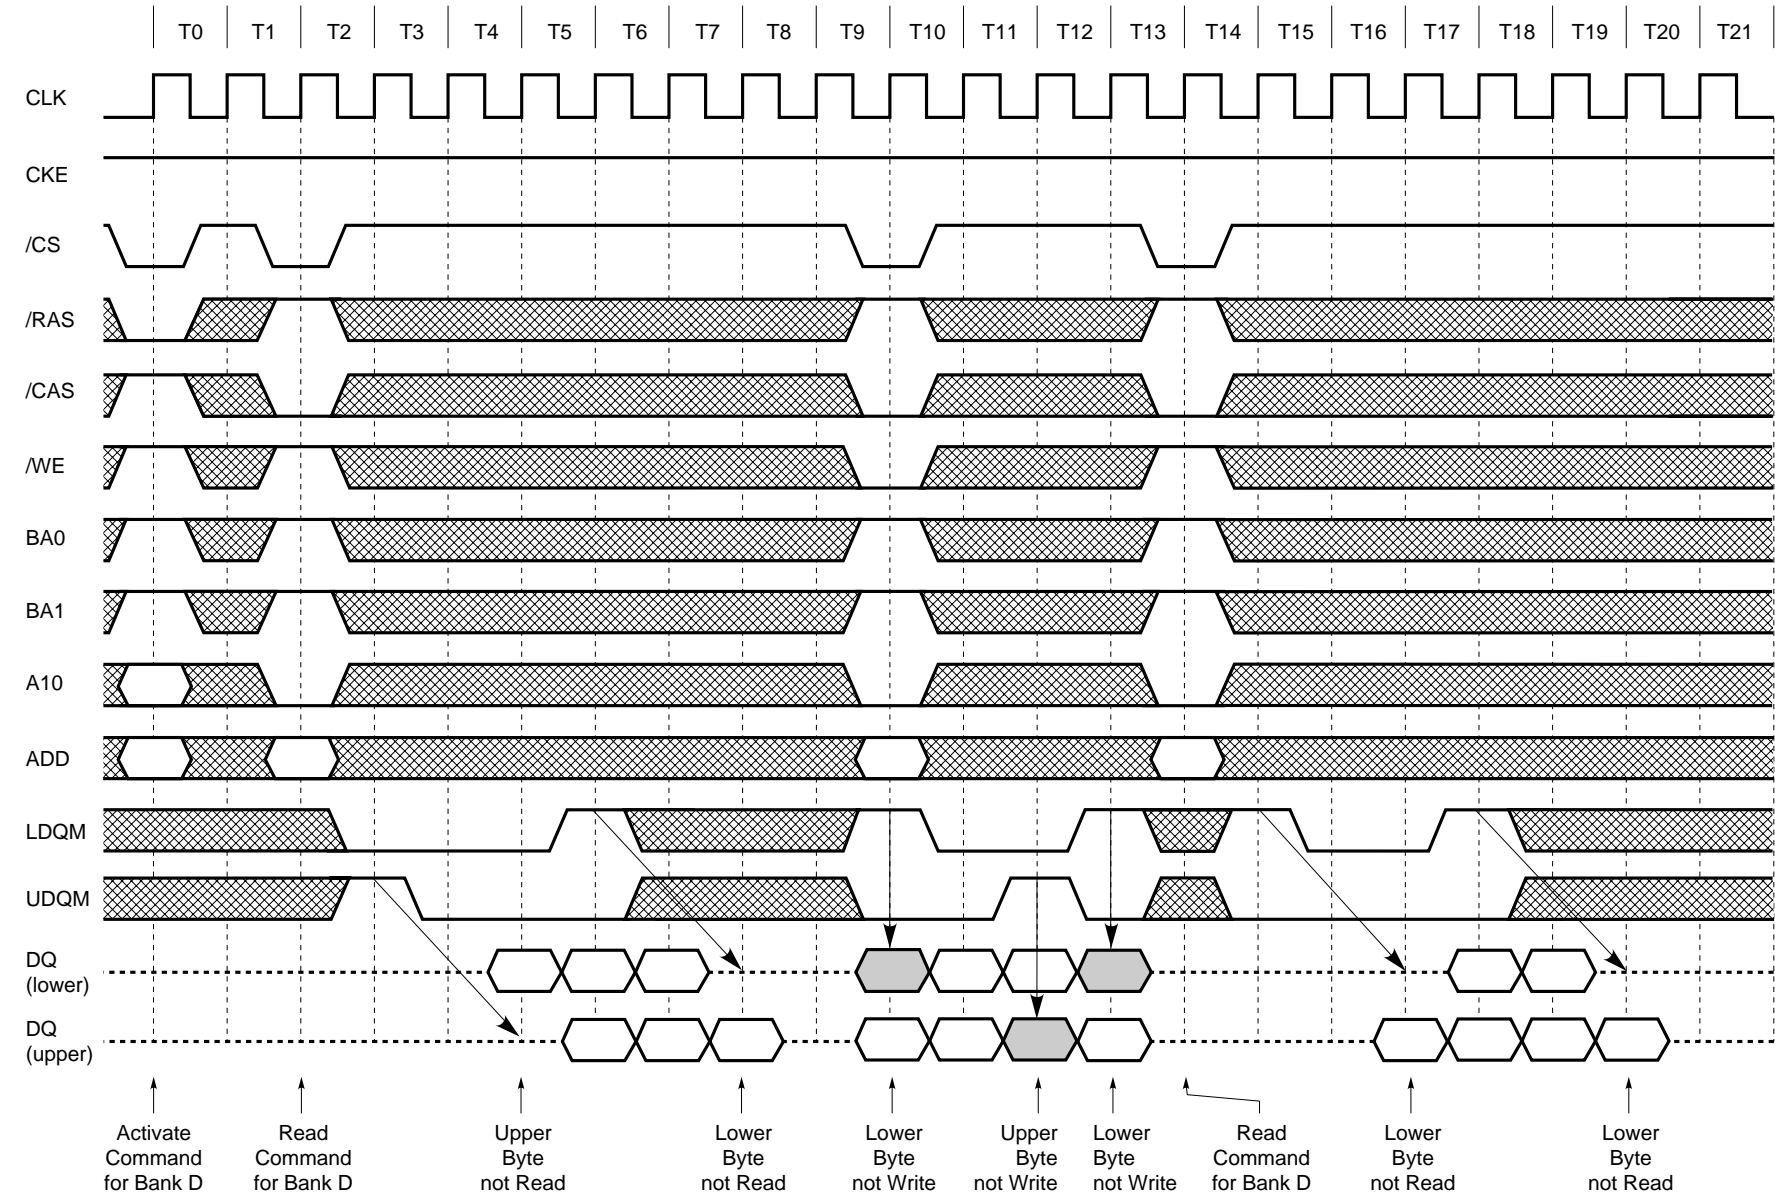 T0 T1 T2 T3 T4 T5 T6 T7 T8 T9 T10 T11 T12 T13 T14 T15 T16 T17 T18 T19 T20 T21
CLK
CKE
/CS
/RAS
/CAS
/WE
BA0
BA1
A10
ADD
LDQM
UDQM
DQ
(lower)
DQ
(upper)
Activate
Command
for Bank D
Read
Command
for Bank D
Upper
Byte
not Read
Lower
Byte
not Read
Lower
Byte
not Write
Upper
Byte
not Write
Lower
Byte
not Write
Read
Command
for Bank D
Lower
Byte
not Read
Lower
Byte
not Read